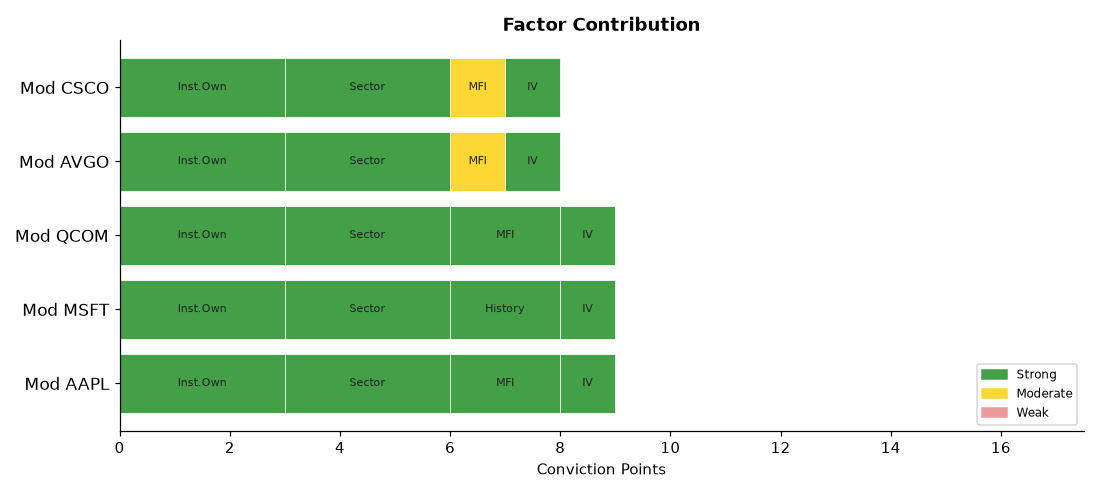 Factor Contribution
Mod CSCO Inst.Own Sector MFI IV
Mod AVGO Inst.Own Sector MFI IV
Mod QCOM Inst.Own Sector MFI IV
Mod MSFT Inst.Own Sector History IV
Mod AAPL Inst.Own Sector MFI IV
Strong
Moderate
Weak
0 2 4 6 8 10 12 14 16
Conviction Points